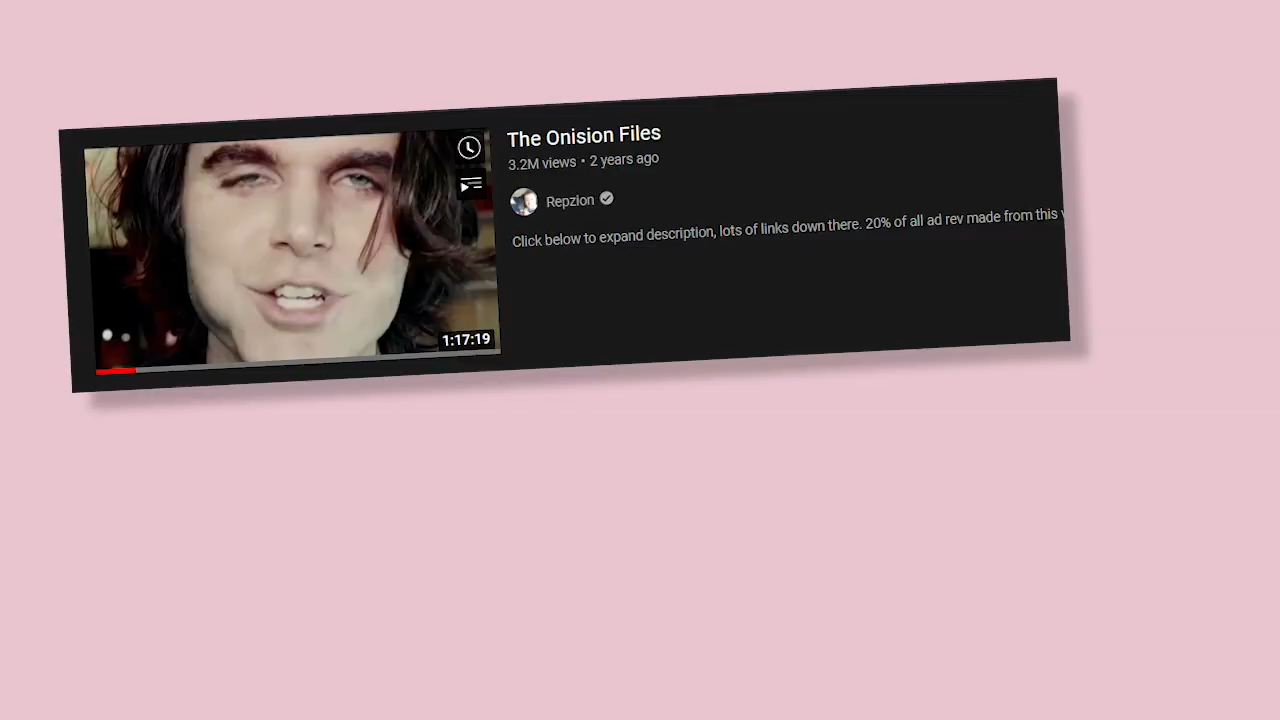 The Onision Files
3.2M views • 2 years ago
Repzion
Click below to expand description, lots of links down there. 20% of all ad rev made from this
1:17:19